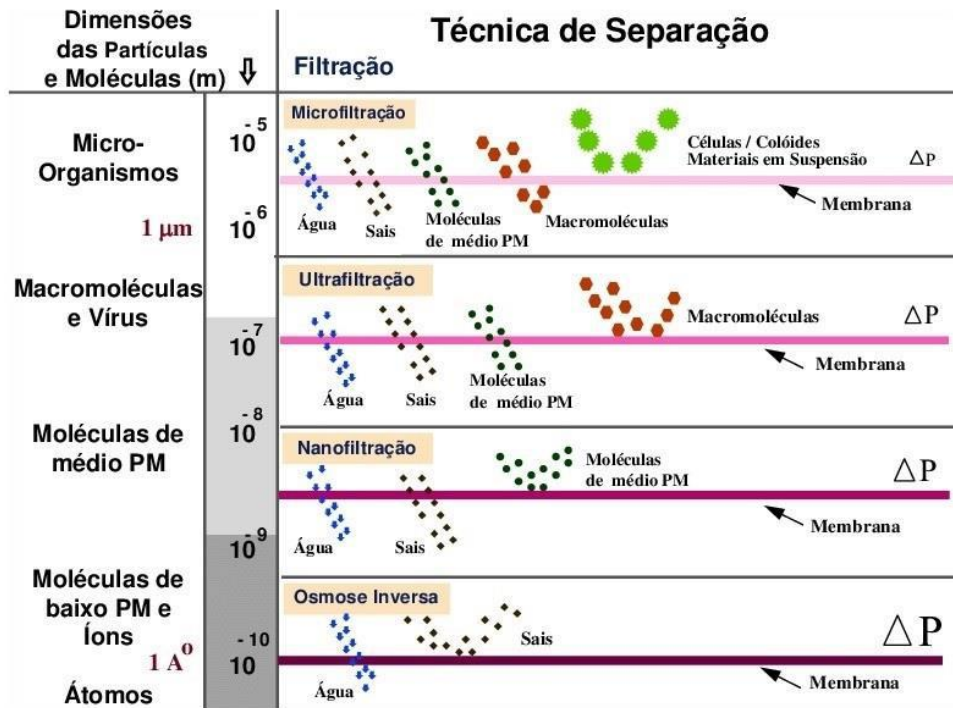 Dimensões
das Partículas
e Moléculas (m)
Técnica de Separação
Filtração
Micro-
Organismos
1 μm
10 -5
10 -6
Microfiltração
Água
Sais
Moléculas
de médio PM
Macromoléculas
Células / Colóides
Materiais em Suspensão
ΔP
Membrana
Macromoléculas
e Vírus
10 -7
Ultrafiltração
Água
Sais
Moléculas
de médio PM
Macromoléculas
ΔP
Membrana
10 -8
Moléculas de
médio PM
Nanofiltração
Água
Sais
Moléculas
de médio PM
ΔP
Membrana
10 -9
Moléculas de
baixo PM e
Íons
1 Aº
10 -10
Átomos
Osmose Inversa
Água
Sais
ΔP
Membrana